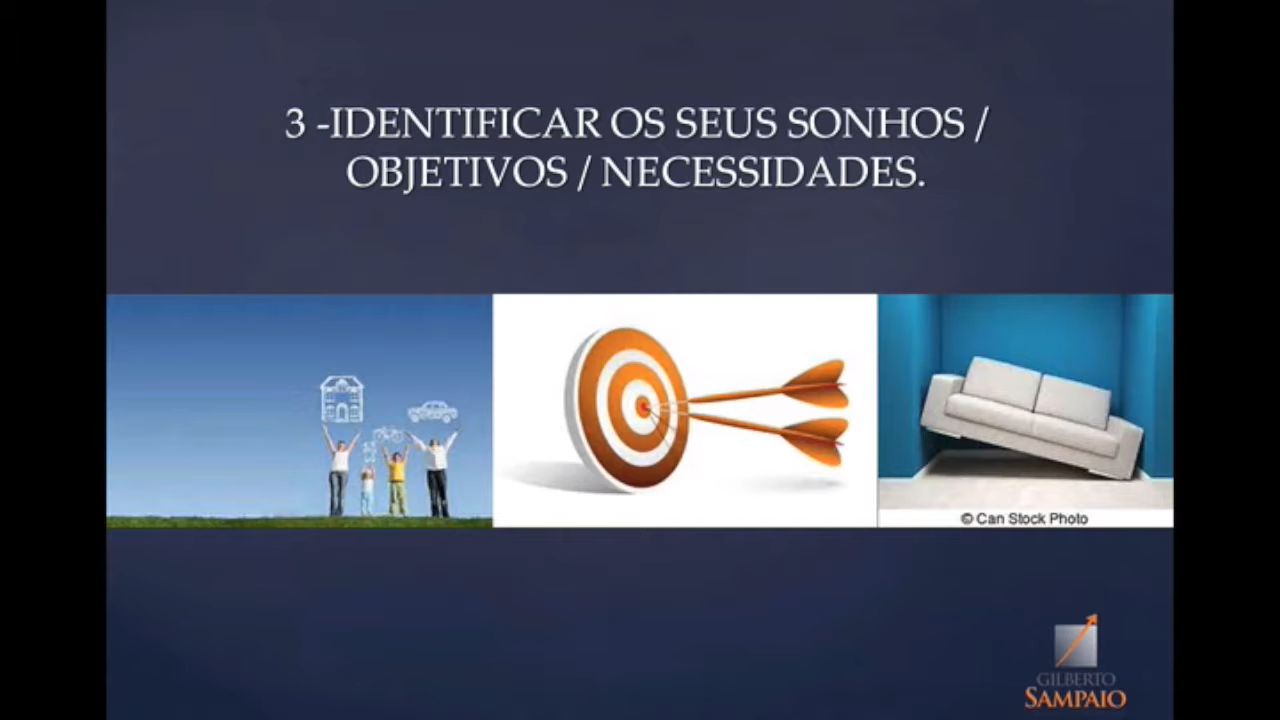 3 -IDENTIFICAR OS SEUS SONHOS /
OBJETIVOS / NECESSIDADES.
© Can Stock Photo
GILBERTO
SAMPAIO